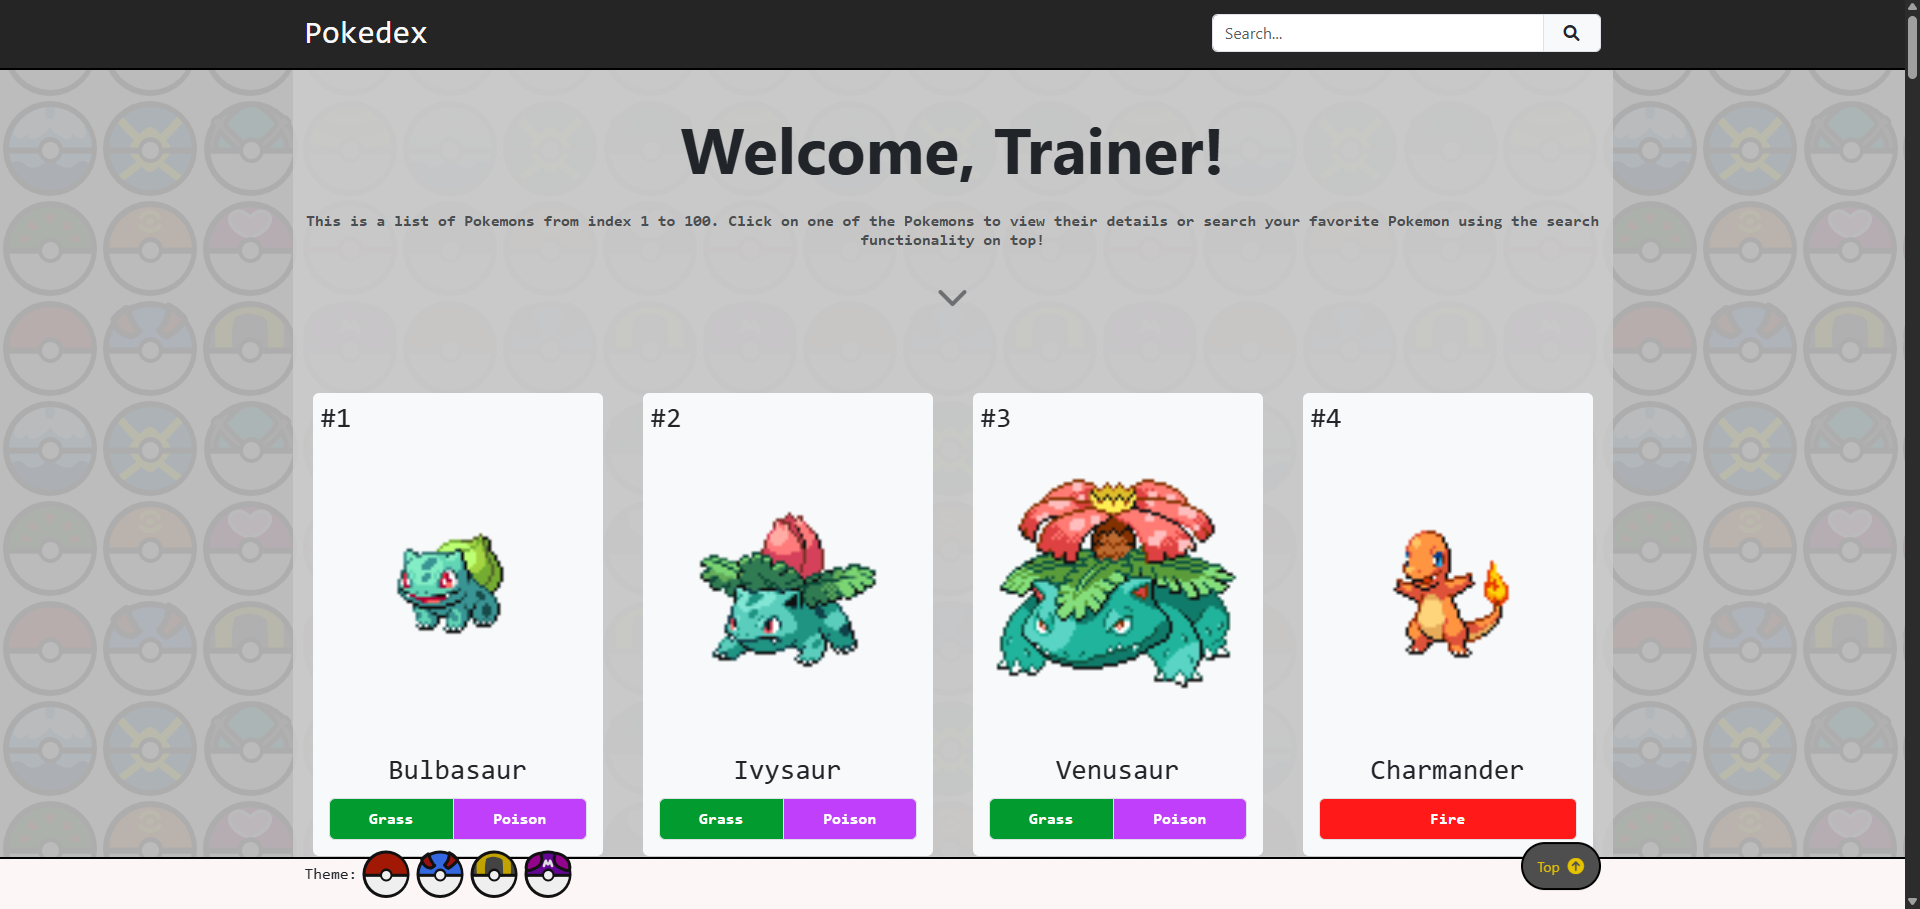 Pokedex
Search...
Welcome, Trainer!
This is a list of Pokemons from index 1 to 100. Click on one of the Pokemons to view their details or search your favorite Pokemon using the search
functionality on top!
#1
#2
#3
#4
Bulbasaur
Ivysaur
Venusaur
Charmander
Grass
Poison
Grass
Poison
Grass
Poison
Fire
Theme:
M
Top